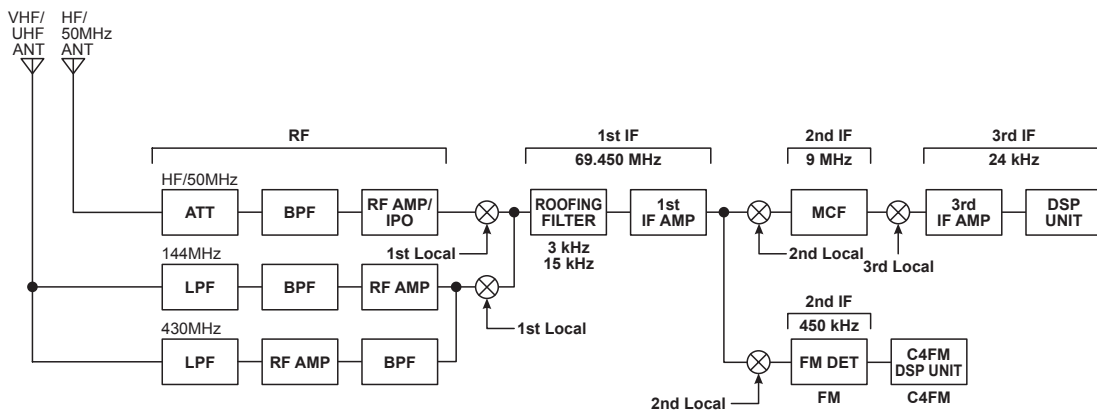 VHF/
UHF
ANT
HF/
50MHz
ANT
RF
1st IF
69.450 MHz
2nd IF
9 MHz
3rd IF
24 kHz
HF/50MHz
ATT
BPF
RF AMP/
IPO
1st Local
ROOFING
FILTER
3 kHz
15 kHz
1st
IF AMP
2nd Local
MCF
3rd Local
3rd
IF AMP
DSP
UNIT
144MHz
LPF
BPF
RF AMP
1st Local
430MHz
LPF
RF AMP
BPF
2nd IF
450 kHz
2nd Local
FM DET
FM
C4FM
DSP UNIT
C4FM